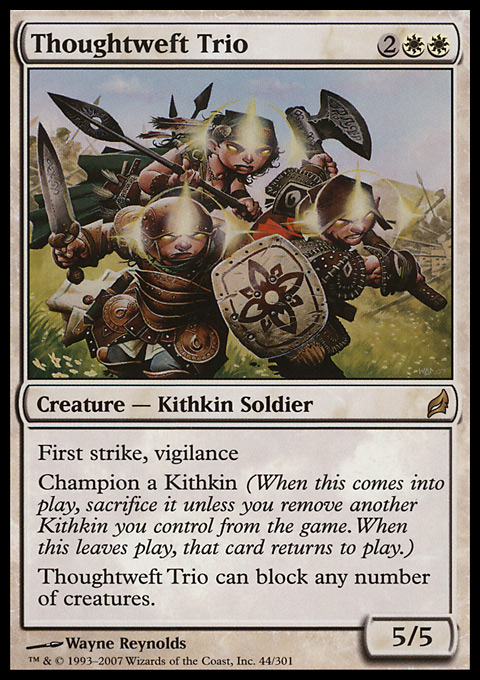 Thoughtweft Trio 2
Creature — Kithkin Soldier
First strike, vigilance
Champion a Kithkin (When this comes into
play, sacrifice it unless you remove another
Kithkin you control from the game. When
this leaves play, that card returns to play.)
Thoughtweft Trio can block any number
of creatures.
Wayne Reynolds
5/5
™ & © 1993–2007 Wizards of the Coast, Inc. 44/301